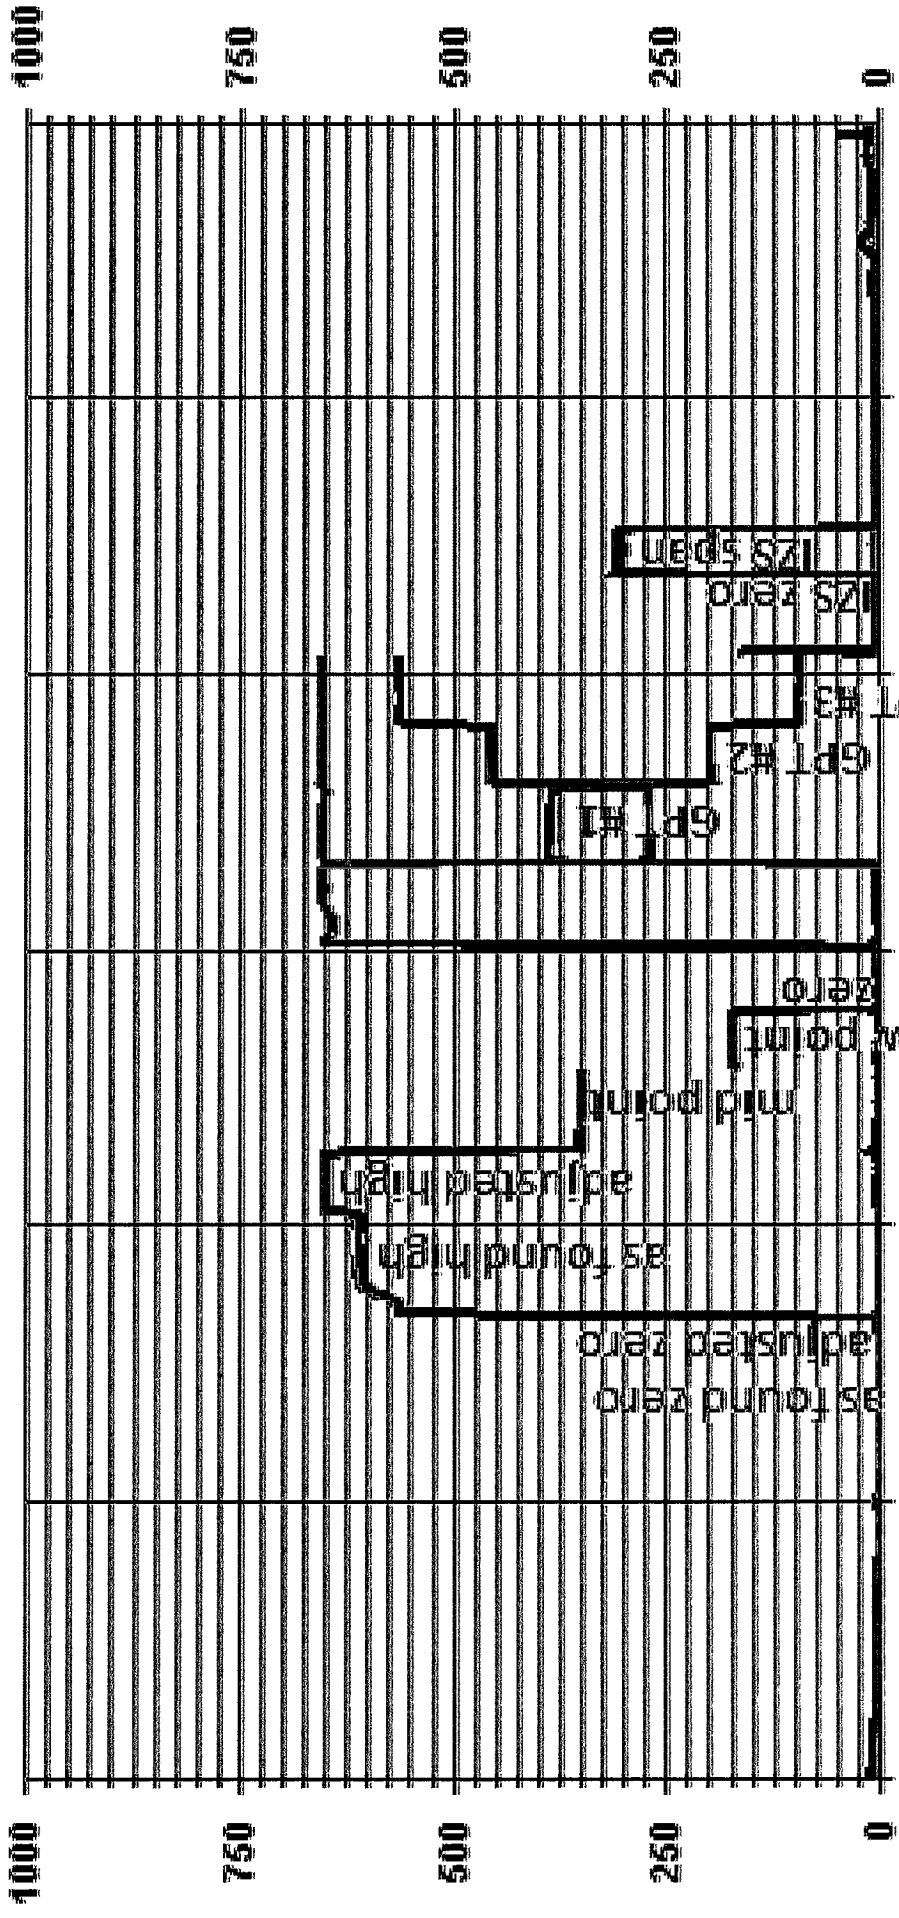 1000
750
500
250
0
IZS span
IZS zero
T #3
GPT #2
GPT #1
zero
w point
mid point
adjusted high
as found high
adjusted zero
as found zero
1000
750
500
250
0